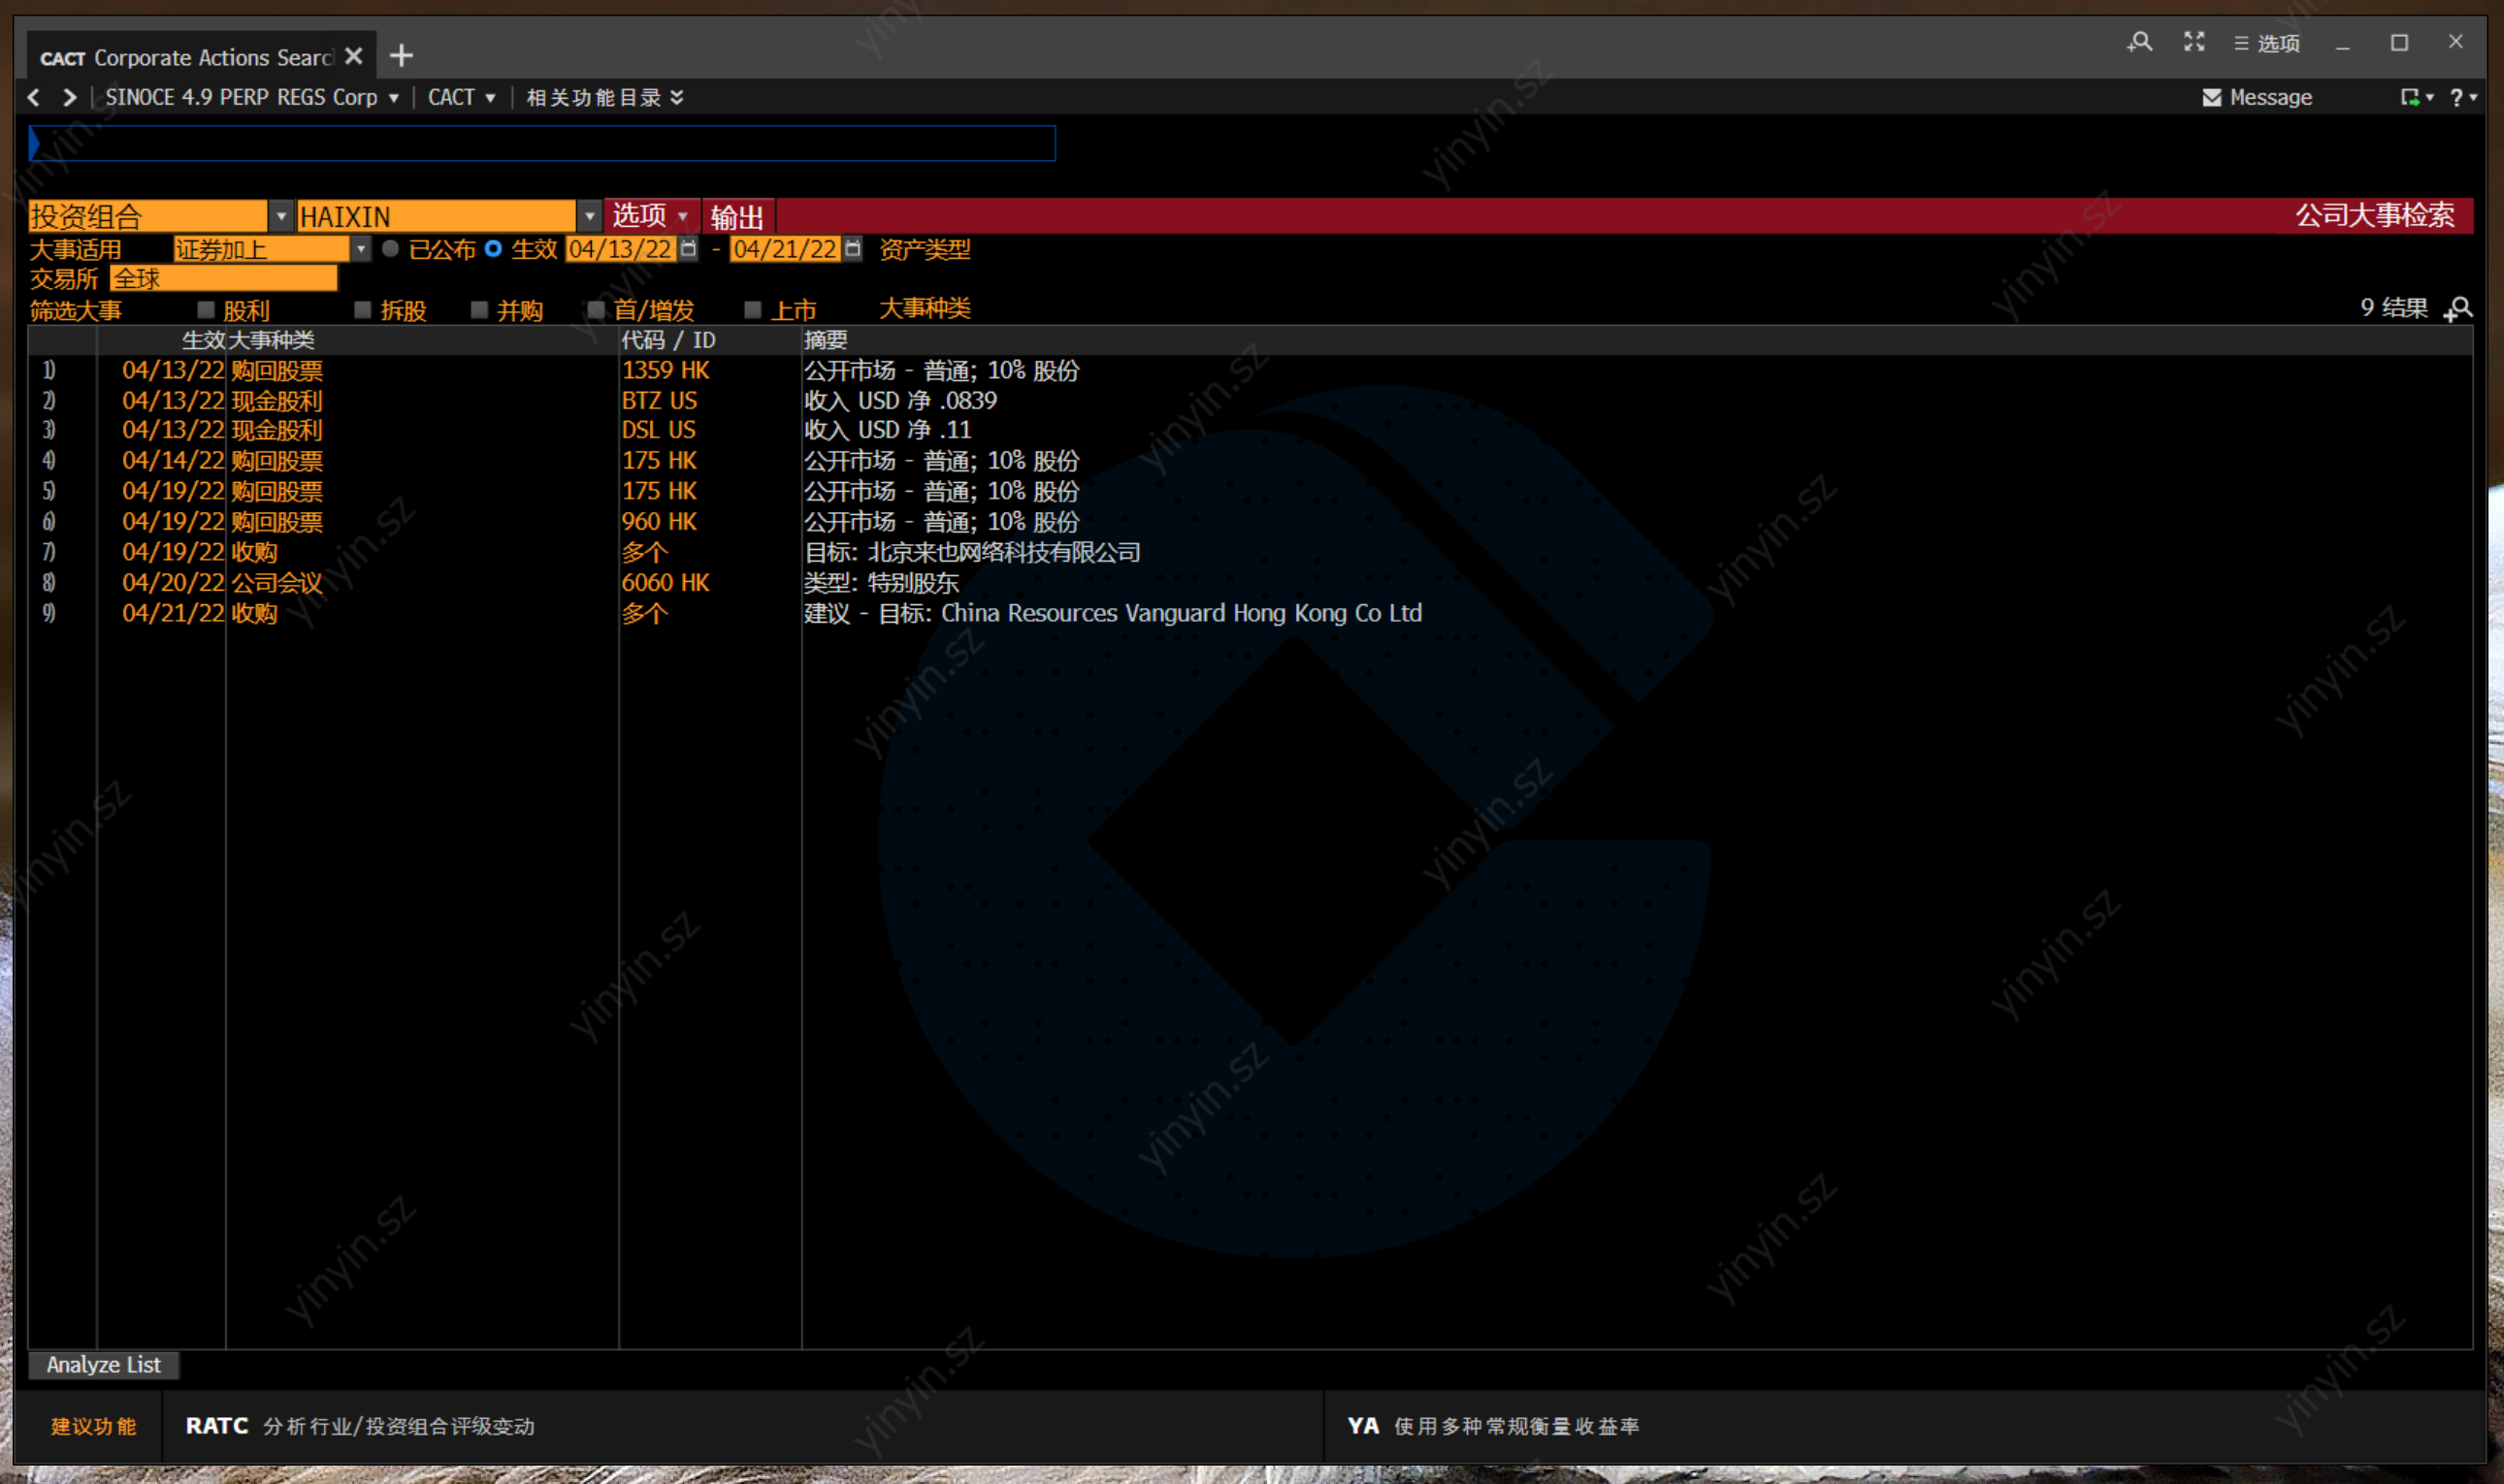 CACT Corporate Actions Searc
选项
SINOCE 4.9 PERP REGS Corp | CACT | 相关功能目录
Message ?
投资组合 HAIXIN 选项 输出 公司大事检索
大事适用 证券加上 已公布 生效 04/13/22 - 04/21/22 资产类型
交易所 全球
筛选大事 股利 拆股 并购 首/增发 上市 大事种类 9 结果
生效 大事种类 代码 / ID 摘要
1) 04/13/22 购回股票 1359 HK 公开市场 - 普通; 10% 股份
2) 04/13/22 现金股利 BTZ US 收入 USD 净 .0839
3) 04/13/22 现金股利 DSL US 收入 USD 净 .11
4) 04/14/22 购回股票 175 HK 公开市场 - 普通; 10% 股份
5) 04/19/22 购回股票 175 HK 公开市场 - 普通; 10% 股份
6) 04/19/22 购回股票 960 HK 公开市场 - 普通; 10% 股份
7) 04/19/22 收购 多个 目标: 北京来也网络科技有限公司
8) 04/20/22 公司会议 6060 HK 类型: 特别股东
9) 04/21/22 收购 多个 建议 - 目标: China Resources Vanguard Hong Kong Co Ltd
Analyze List
建议功能 RATC 分析行业/投资组合评级变动 YA 使用多种常规衡量收益率
yinyin.sz